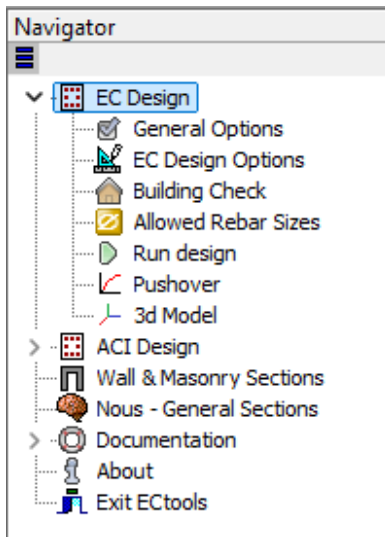 Navigator
EC Design
General Options
EC Design Options
Building Check
Allowed Rebar Sizes
Run design
Pushover
3d Model
ACI Design
Wall & Masonry Sections
Nous - General Sections
Documentation
About
Exit ECtools